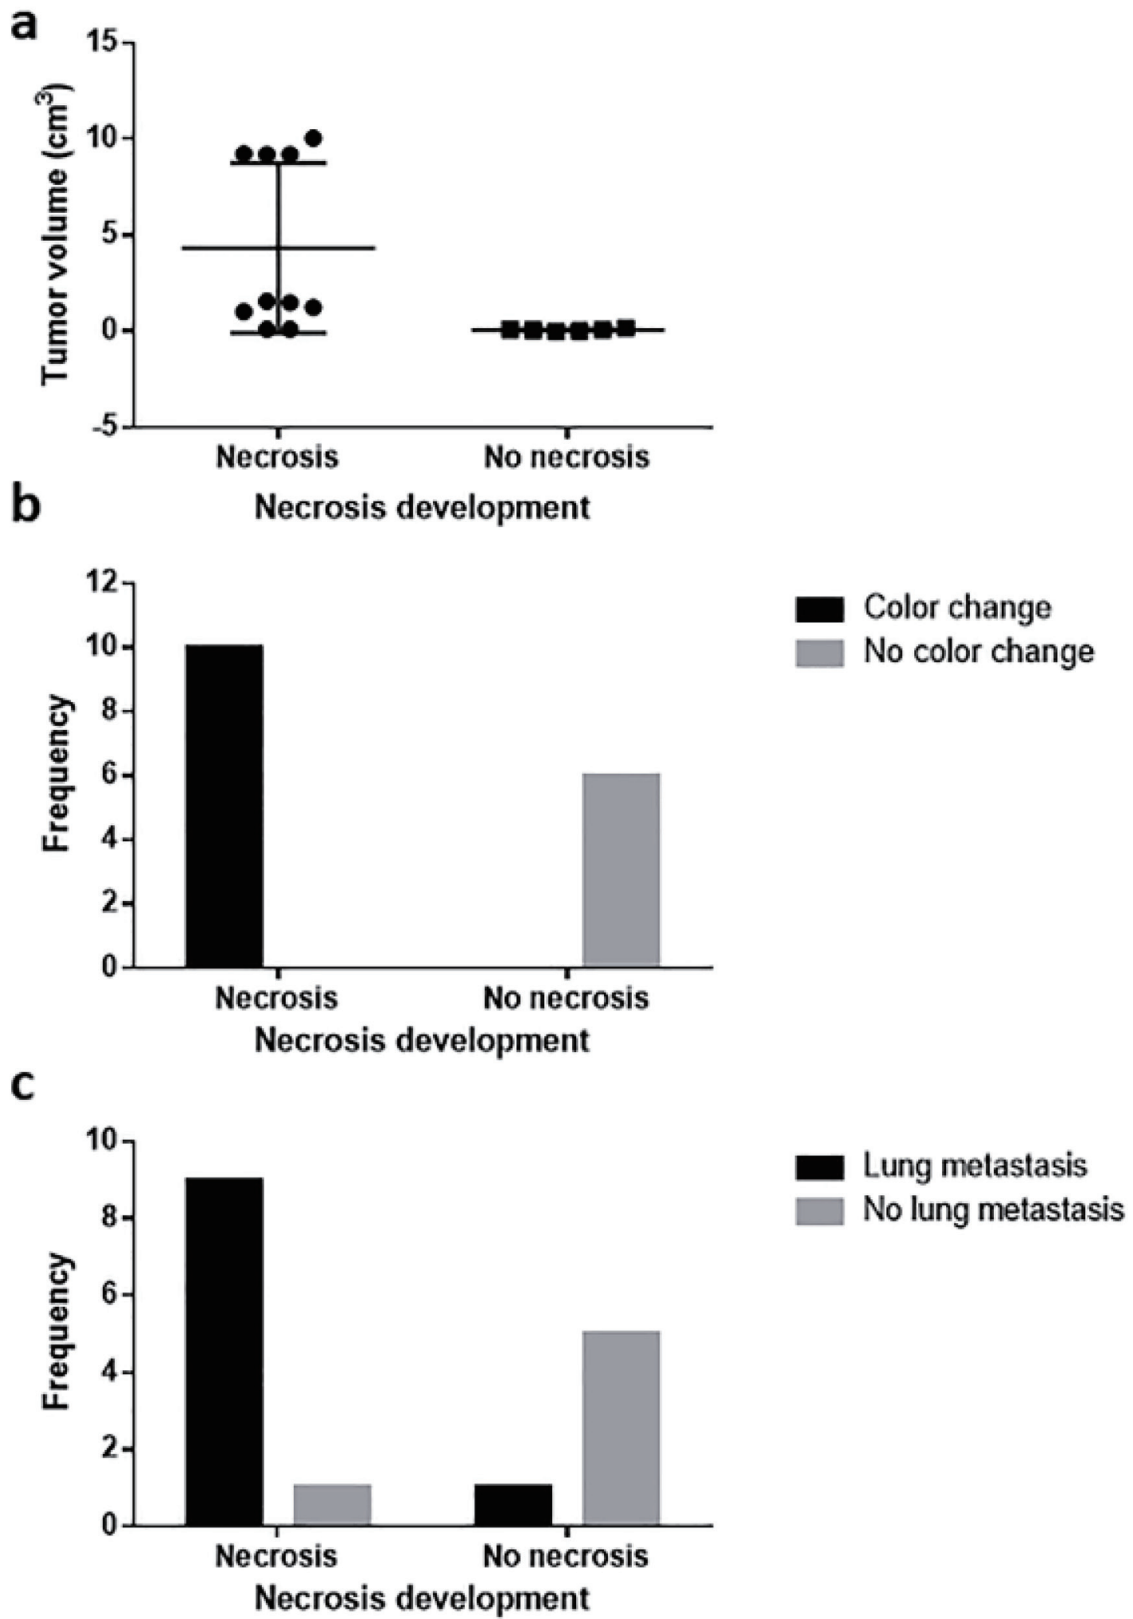 a
Tumor volume (cm³)
15
10
5
0
-5
Necrosis
No necrosis
Necrosis development
b
Frequency
12
10
8
6
4
2
0
Necrosis
No necrosis
Necrosis development
Color change
No color change
c
Frequency
10
8
6
4
2
0
Necrosis
No necrosis
Necrosis development
Lung metastasis
No lung metastasis